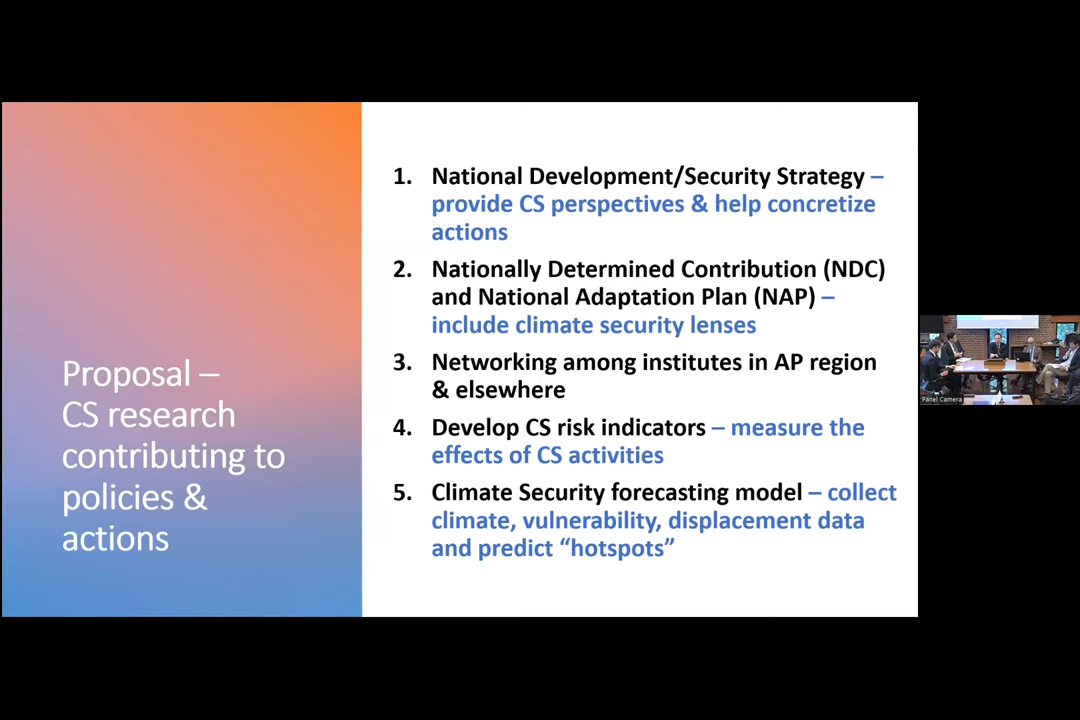 Proposal –
CS research
contributing to
policies &
actions
1. National Development/Security Strategy –
provide CS perspectives & help concretize
actions
2. Nationally Determined Contribution (NDC)
and National Adaptation Plan (NAP) –
include climate security lenses
3. Networking among institutes in AP region
& elsewhere
4. Develop CS risk indicators – measure the
effects of CS activities
5. Climate Security forecasting model – collect
climate, vulnerability, displacement data
and predict “hotspots”
Panel Camera